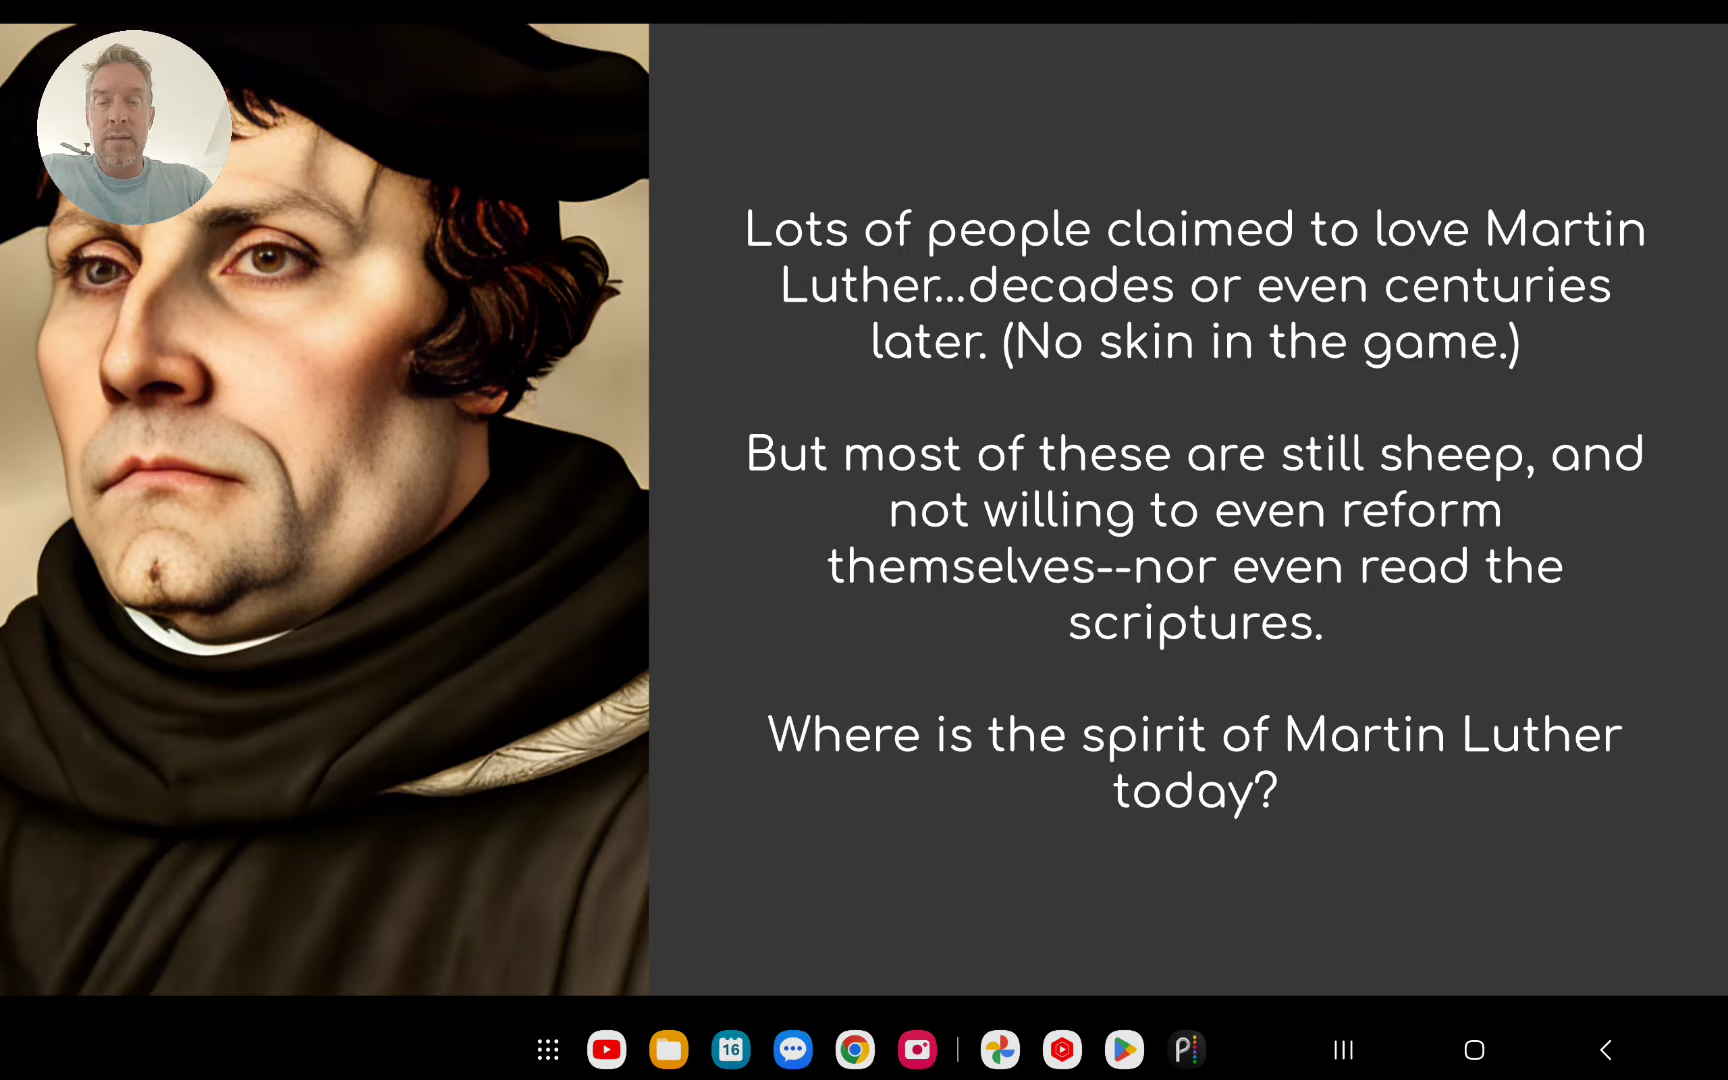 Lots of people claimed to love Martin
Luther...decades or even centuries
later. (No skin in the game.)
But most of these are still sheep, and
not willing to even reform
themselves--nor even read the
scriptures.
Where is the spirit of Martin Luther
today?
16